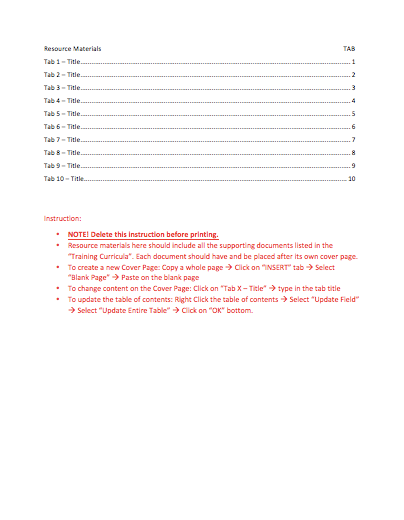 Resource Materials TAB
Tab 1 – Title 1
Tab 2 – Title 2
Tab 3 – Title 3
Tab 4 – Title 4
Tab 5 – Title 5
Tab 6 – Title 6
Tab 7 – Title 7
Tab 8 – Title 8
Tab 9 – Title 9
Tab 10 – Title 10
Instruction:
• NOTE! Delete this instruction before printing.
• Resource materials here should include all the supporting documents listed in the
“Training Curricula”. Each document should have and be placed after its own cover page.
• To create a new Cover Page: Copy a whole page → Click on “INSERT” tab → Select
“Blank Page” → Paste on the blank page
• To change content on the Cover Page: Click on “Tab X – Title” → type in the tab title
• To update the table of contents: Right Click the table of contents → Select “Update Field”
→ Select “Update Entire Table” → Click on “OK” bottom.